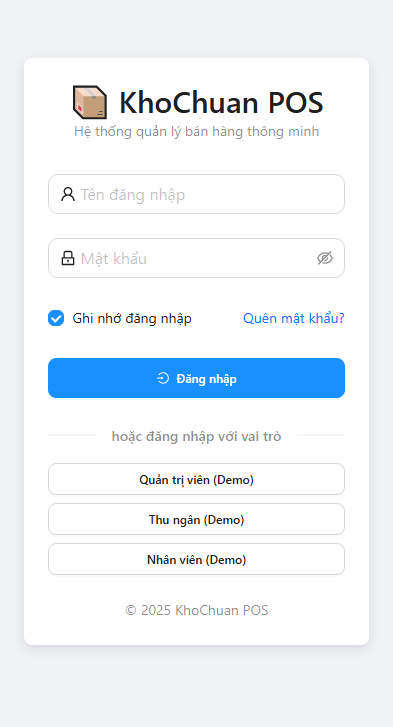 KhoChuan POS
Hệ thống quản lý bán hàng thông minh
Tên đăng nhập
Mật khẩu
Ghi nhớ đăng nhập Quên mật khẩu?
Đăng nhập
hoặc đăng nhập với vai trò
Quản trị viên (Demo)
Thu ngân (Demo)
Nhân viên (Demo)
© 2025 KhoChuan POS